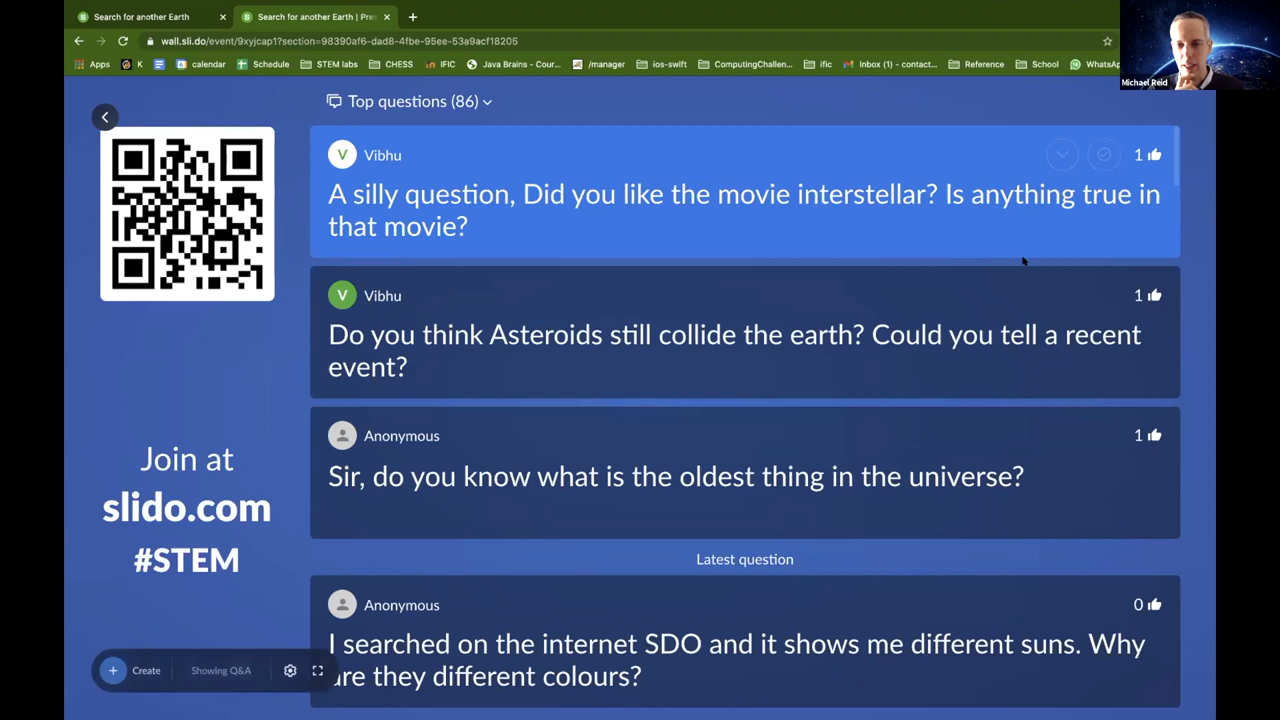 Search for another Earth
Search for another Earth | Pres
wall.sli.do/event/9xyjcap1?section=98390af6-dad8-4fbe-95ee-53a9acf18205
Apps K calendar Schedule STEM labs CHESS IFIC Java Brains - Cour... /manager ios-swift ComputingChallen... ific Inbox (1) - contact... Reference School WhatsAp
Michael Reid
Top questions (86)
V Vibhu 1
A silly question, Did you like the movie interstellar? Is anything true in
that movie?
V Vibhu 1
Do you think Asteroids still collide the earth? Could you tell a recent
event?
Anonymous 1
Sir, do you know what is the oldest thing in the universe?
Join at
slido.com
#STEM
Latest question
Anonymous 0
I searched on the internet SDO and it shows me different suns. Why
are they different colours?
+ Create Showing Q&A